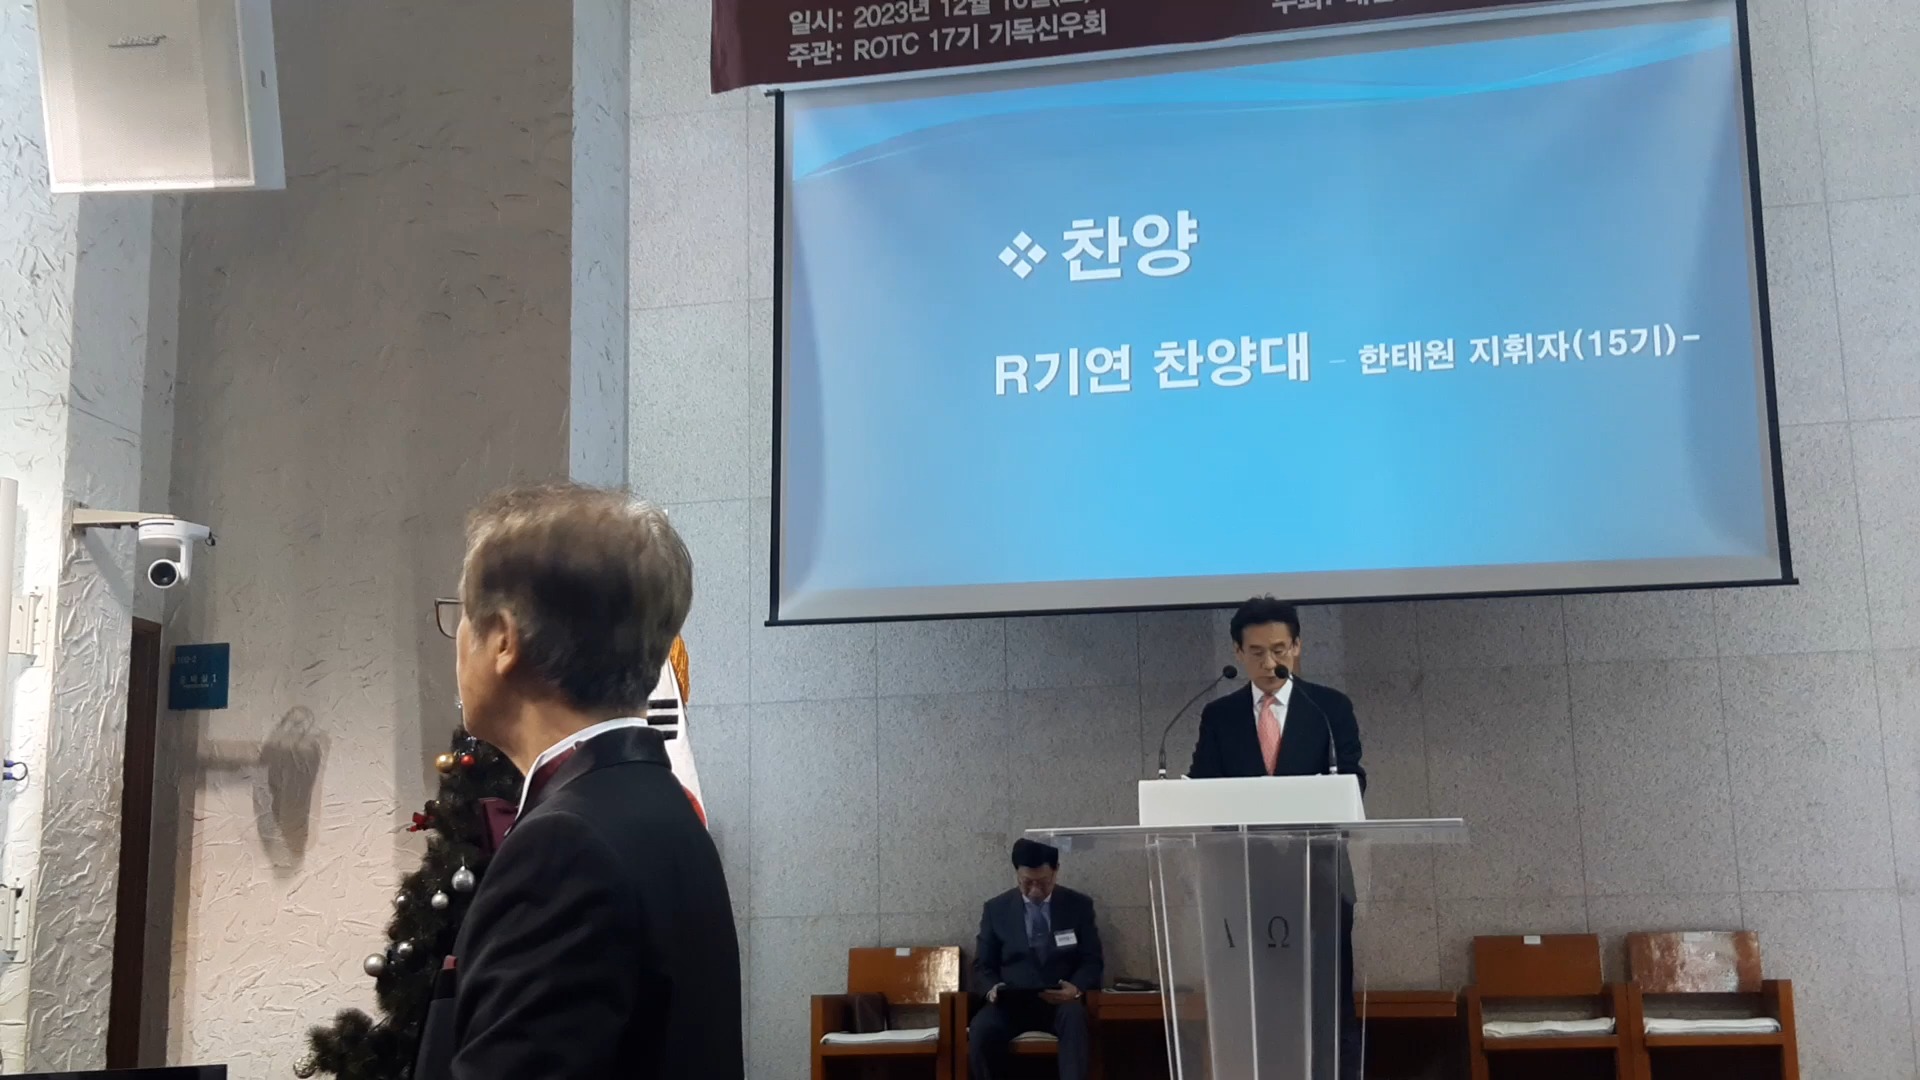 BOSE
일시: 2023년 12월
주관: ROTC 17기 기독신우회
❖ 찬양
R기연 찬양대 - 한태원 지휘자(15기)-
Ω